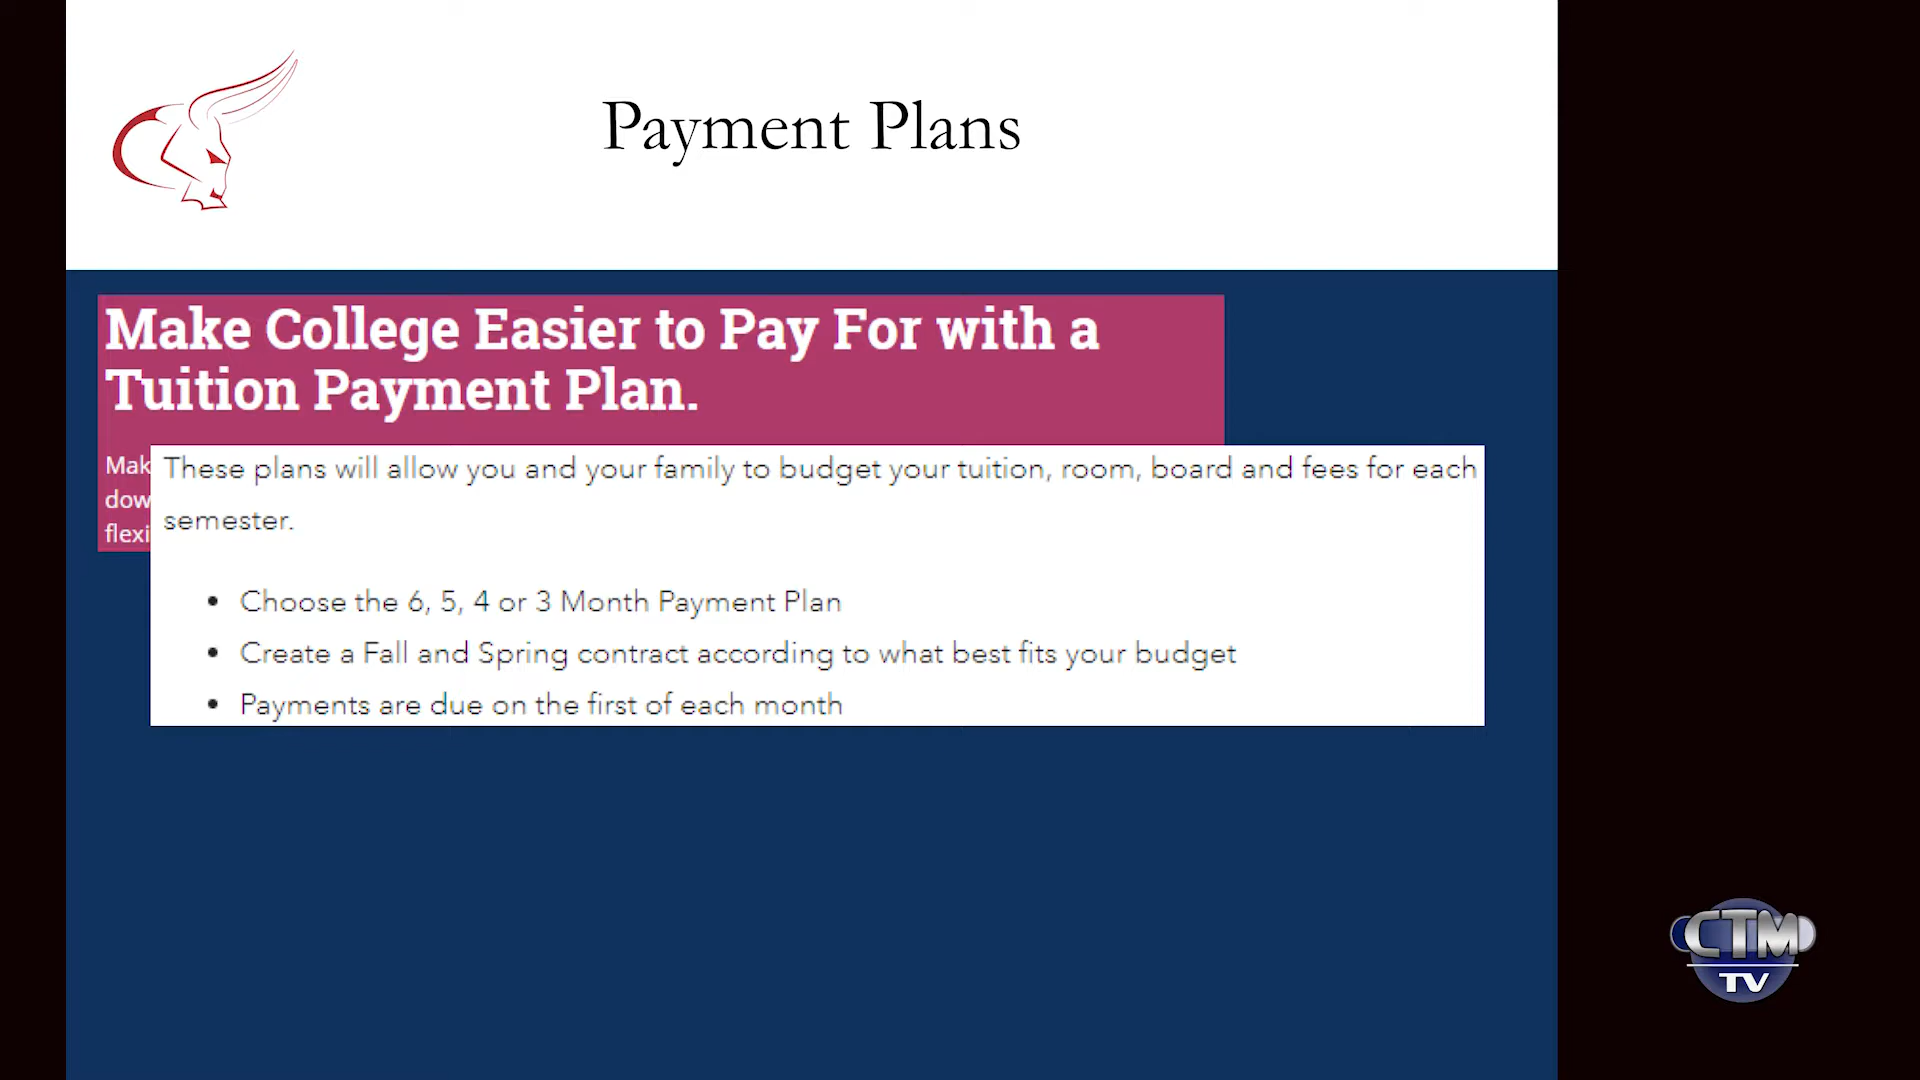 Payment Plans
Make College Easier to Pay For with a
Tuition Payment Plan.
These plans will allow you and your family to budget your tuition, room, board and fees for each
semester.
• Choose the 6, 5, 4 or 3 Month Payment Plan
• Create a Fall and Spring contract according to what best fits your budget
• Payments are due on the first of each month
CTM
TV